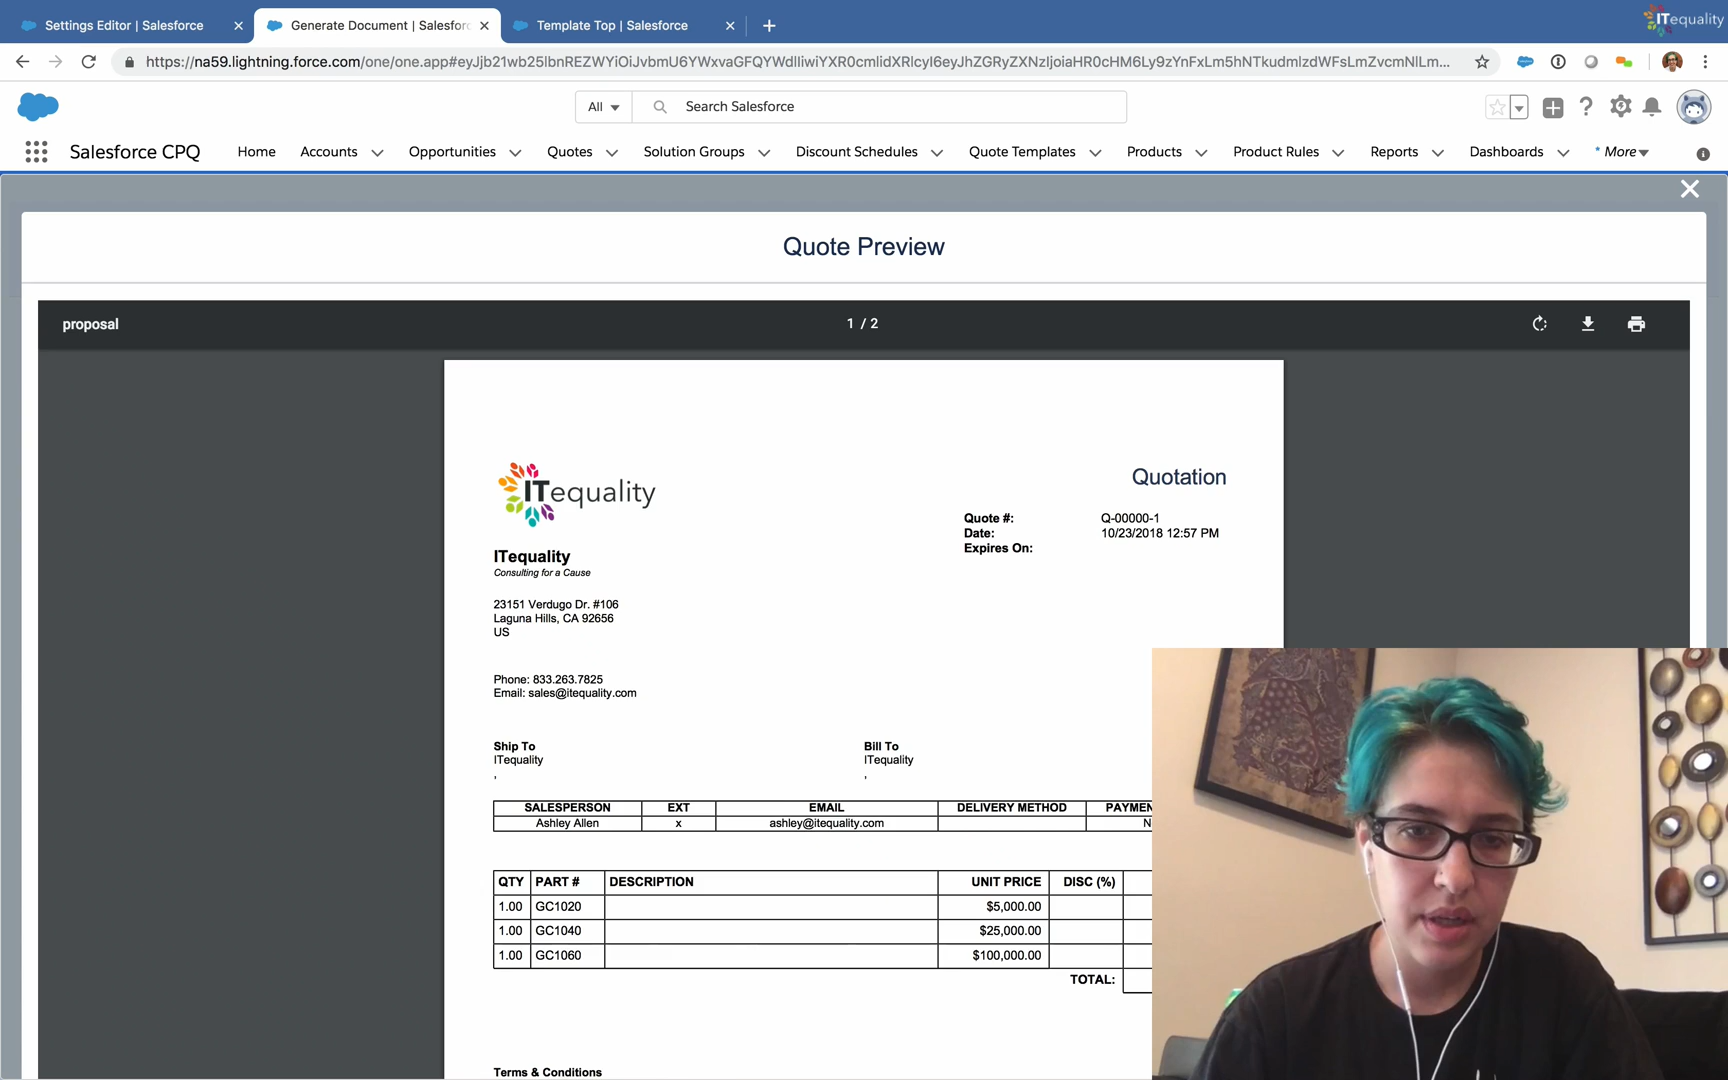 Settings Editor | Salesforce
Generate Document | Salesforc
Template Top | Salesforce
ITequality
https://na59.lightning.force.com/one/one.app#
All
Search Salesforce
Salesforce CPQ
Home
Accounts
Opportunities
Quotes
Solution Groups
Discount Schedules
Quote Templates
Products
Product Rules
Reports
Dashboards
* More
Quote Preview
proposal
1 / 2
ITequality
Quotation
Quote #: Q-00000-1
Date: 10/23/2018 12:57 PM
Expires On:
ITequality
Consulting for a Cause
23151 Verdugo Dr. #106
Laguna Hills, CA 92656
US
Phone: 833.263.7825
Email: sales@itequality.com
Ship To
ITequality
,
Bill To
ITequality
,
SALESPERSON EXT EMAIL DELIVERY METHOD PAYMEN
Ashley Allen x ashley@itequality.com N
QTY PART # DESCRIPTION UNIT PRICE DISC (%)
1.00 GC1020 $5,000.00
1.00 GC1040 $25,000.00
1.00 GC1060 $100,000.00
TOTAL:
Terms & Conditions